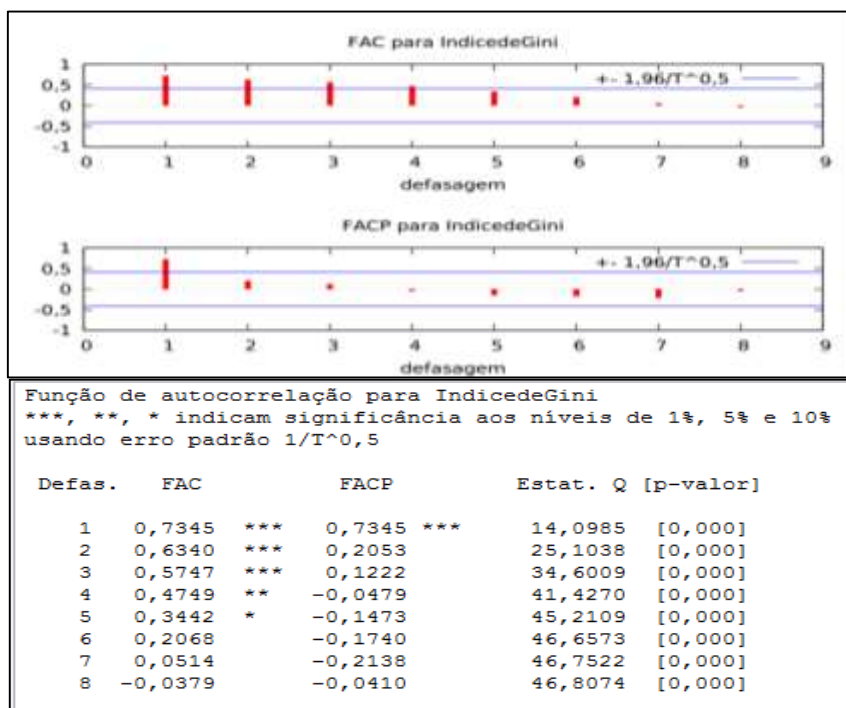 FAC para IndicedeGini
+- 1,96/T^0,5
1
0,5
0
-0,5
-1
0 1 2 3 4 5 6 7 8 9
defasagem
FACP para IndicedeGini
+- 1,96/T^0,5
1
0,5
0
-0,5
-1
0 1 2 3 4 5 6 7 8 9
defasagem
Função de autocorrelação para IndicedeGini
***, **, * indicam significância aos níveis de 1%, 5% e 10%
usando erro padrão 1/T^0,5
Defas. FAC FACP Estat. Q [p-valor]
1 0,7345 *** 0,7345 *** 14,0985 [0,000]
2 0,6340 *** 0,2053 25,1038 [0,000]
3 0,5747 *** 0,1222 34,6009 [0,000]
4 0,4749 ** -0,0479 41,4270 [0,000]
5 0,3442 * -0,1473 45,2109 [0,000]
6 0,2068 -0,1740 46,6573 [0,000]
7 0,0514 -0,2138 46,7522 [0,000]
8 -0,0379 -0,0410 46,8074 [0,000]